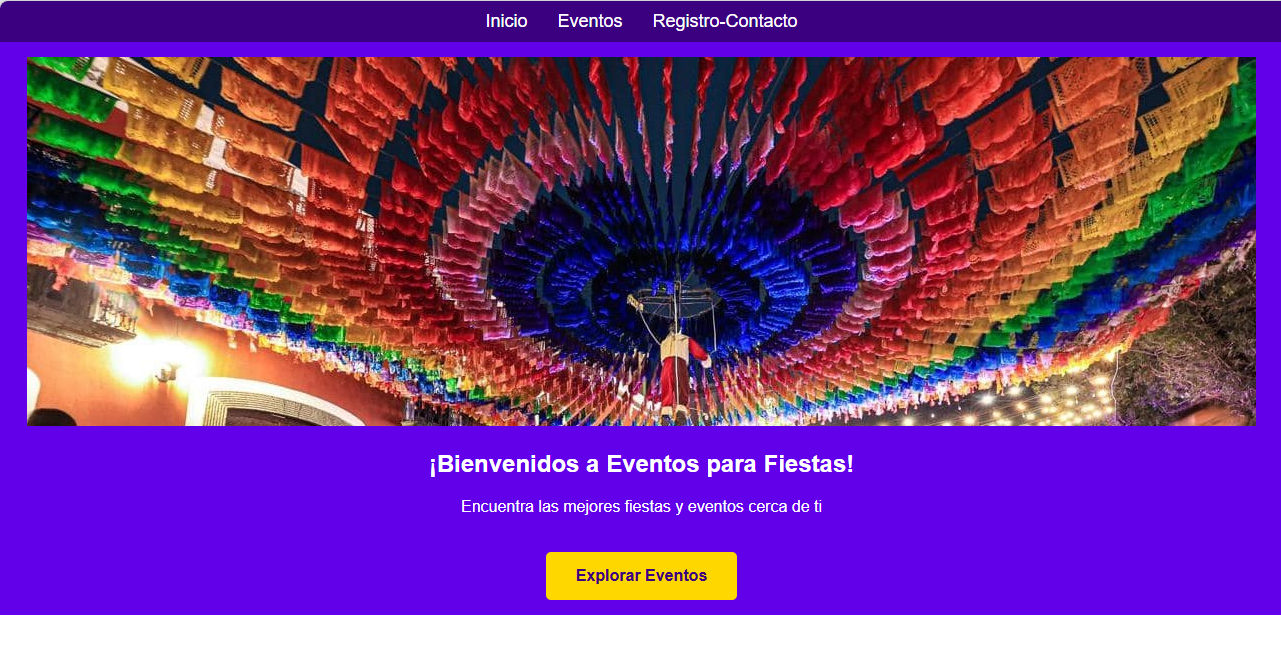 Inicio Eventos Registro-Contacto
¡Bienvenidos a Eventos para Fiestas!
Encuentra las mejores fiestas y eventos cerca de ti
Explorar Eventos